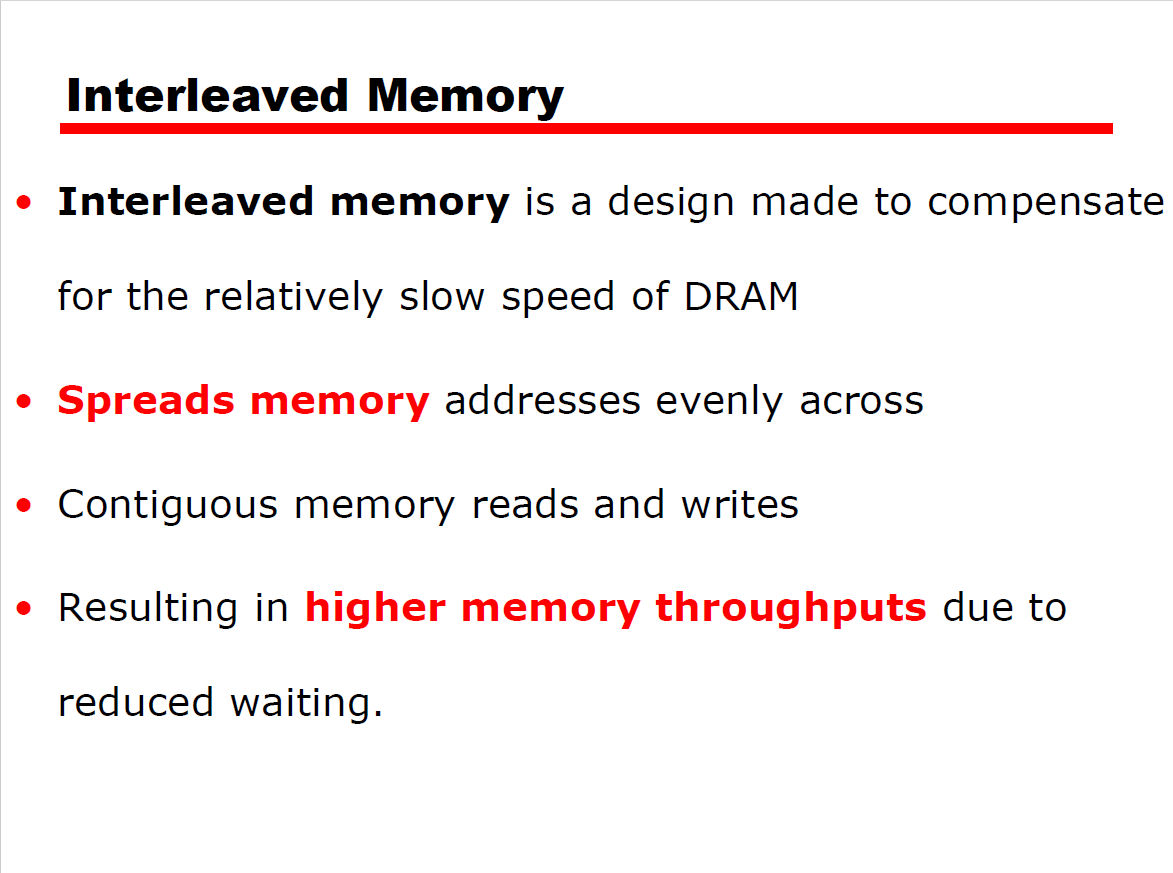 Interleaved Memory
• Interleaved memory is a design made to compensate
for the relatively slow speed of DRAM
• Spreads memory addresses evenly across
• Contiguous memory reads and writes
• Resulting in higher memory throughputs due to
reduced waiting.